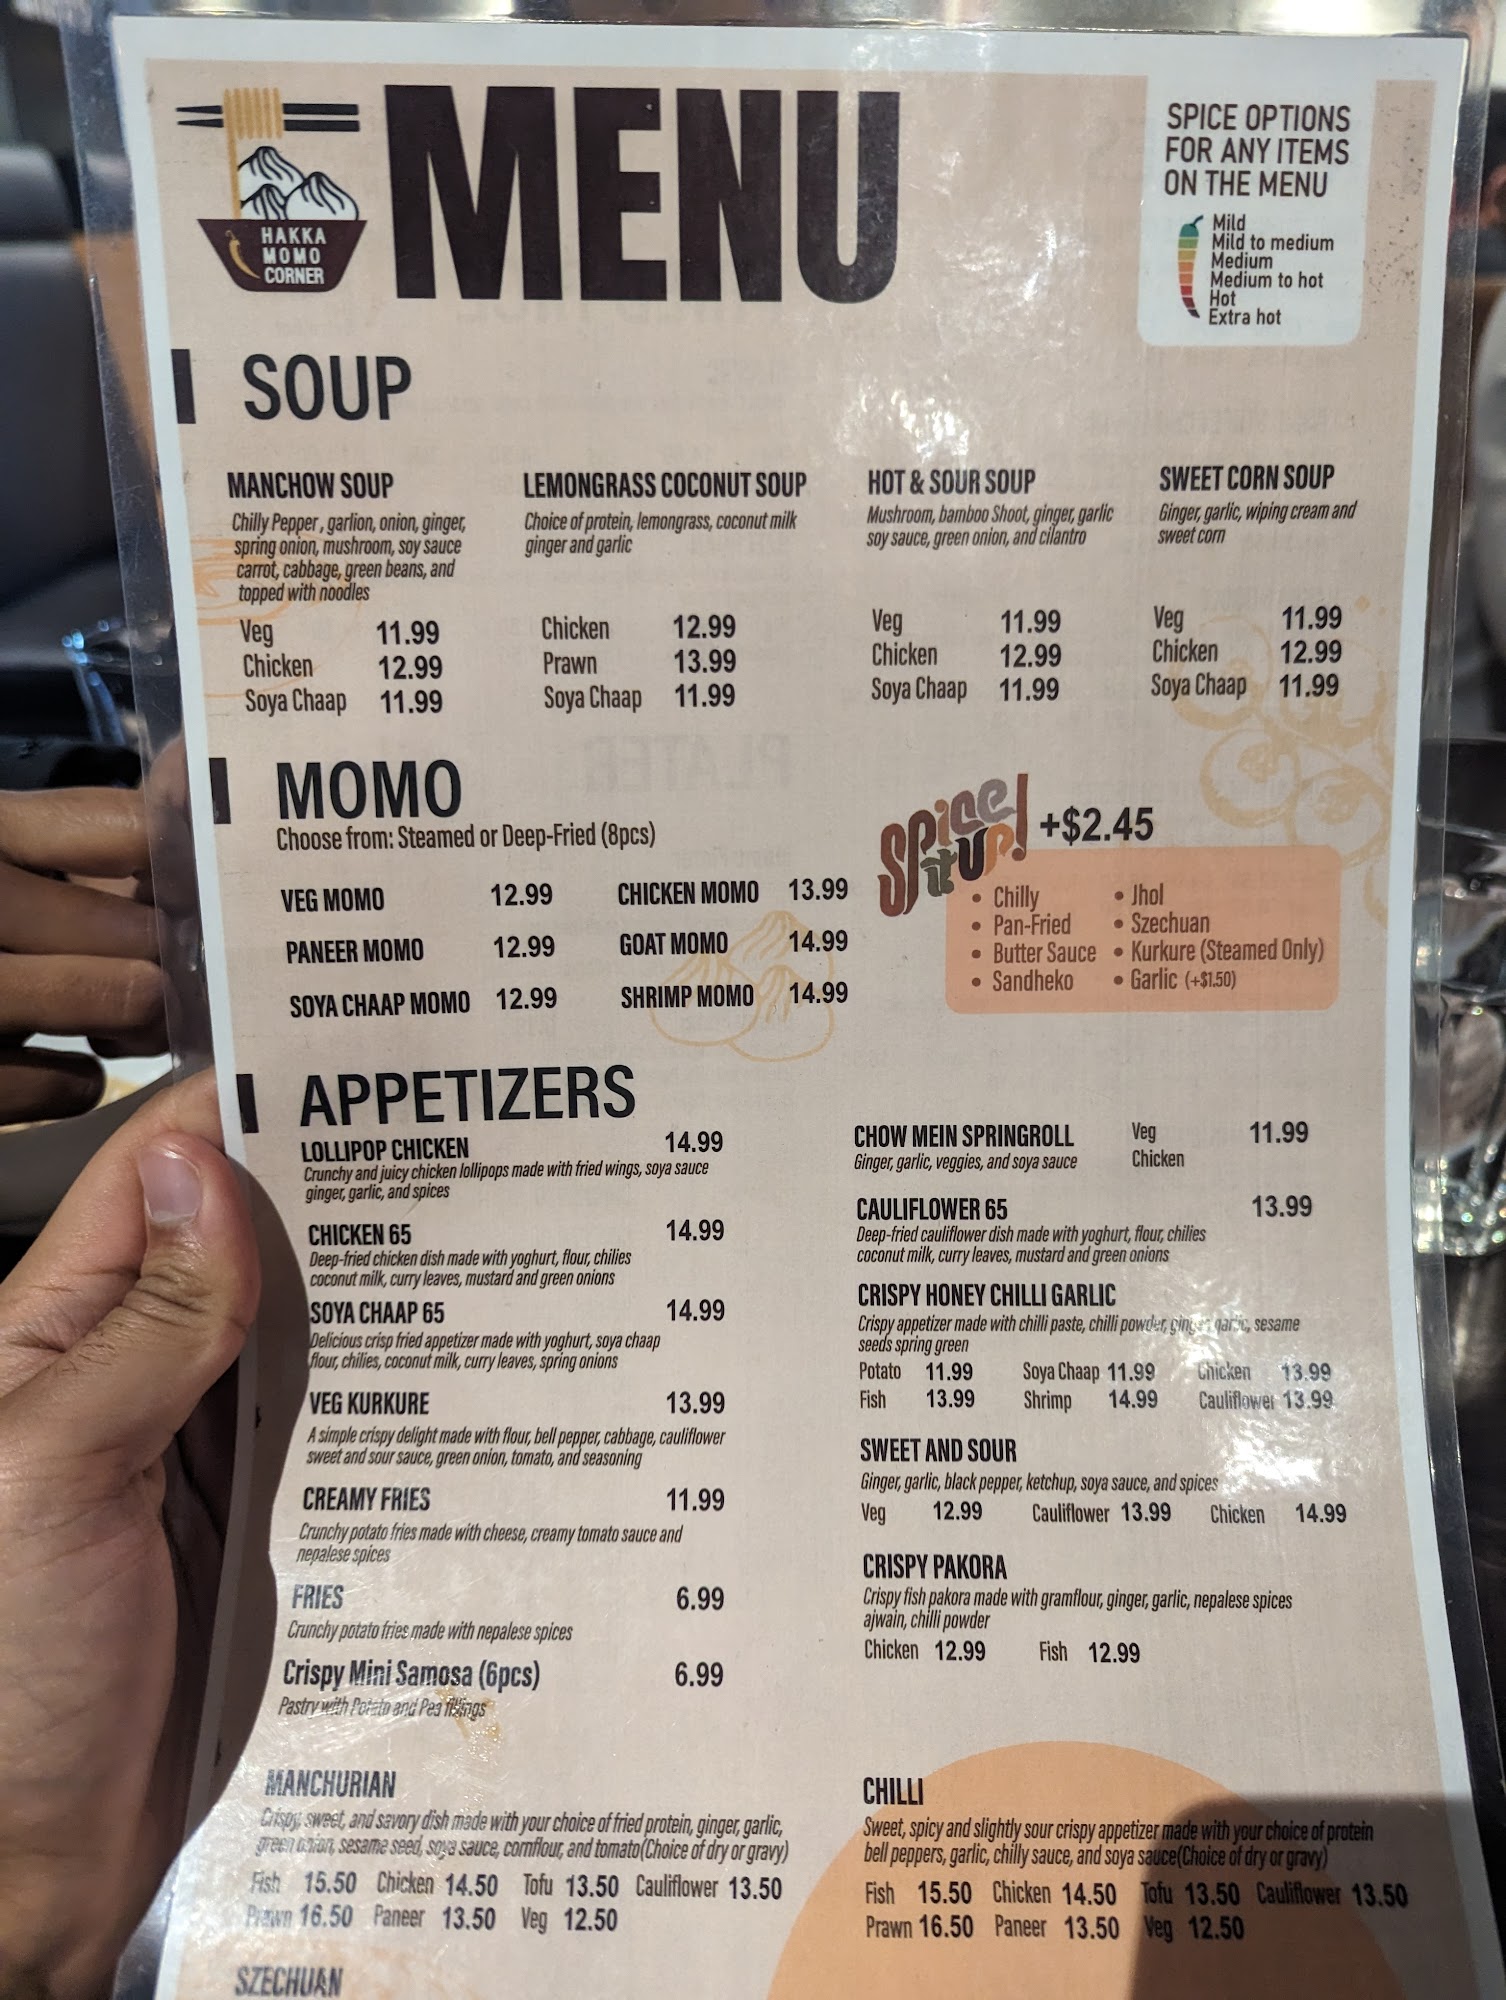 HAKKA
MOMO
CORNER
MENU
SPICE OPTIONS
FOR ANY ITEMS
ON THE MENU
Mild
Mild to medium
Medium
Medium to hot
Hot
Extra hot
SOUP
MANCHOW SOUP
Chilly Pepper, garlion, onion, ginger,
spring onion, mushroom, soy sauce
carrot, cabbage, green beans, and
topped with noodles
Veg 11.99
Chicken 12.99
Soya Chaap 11.99
LEMONGRASS COCONUT SOUP
Choice of protein, lemongrass, coconut milk
ginger and garlic
Chicken 12.99
Prawn 13.99
Soya Chaap 11.99
HOT & SOUR SOUP
Mushroom, bamboo Shoot, ginger, garlic
soy sauce, green onion, and cilantro
Veg 11.99
Chicken 12.99
Soya Chaap 11.99
SWEET CORN SOUP
Ginger, garlic, wiping cream and
sweet corn
Veg 11.99
Chicken 12.99
Soya Chaap 11.99
MOMO
Choose from: Steamed or Deep-Fried (8pcs)
VEG MOMO 12.99 CHICKEN MOMO 13.99
PANEER MOMO 12.99 GOAT MOMO 14.99
SOYA CHAAP MOMO 12.99 SHRIMP MOMO 14.99
Spice it up! +$2.45
• Chilly • Jhol
• Pan-Fried • Szechuan
• Butter Sauce • Kurkure (Steamed Only)
• Sandheko • Garlic (+$1.50)
APPETIZERS
LOLLIPOP CHICKEN 14.99
Crunchy and juicy chicken lollipops made with fried wings, soya sauce
ginger, garlic, and spices
CHICKEN 65 14.99
Deep-fried chicken dish made with yoghurt, flour, chilies
coconut milk, curry leaves, mustard and green onions
SOYA CHAAP 65 14.99
Delicious crisp fried appetizer made with yoghurt, soya chaap
flour, chilies, coconut milk, curry leaves, spring onions
VEG KURKURE 13.99
A simple crispy delight made with flour, bell pepper, cabbage, cauliflower
sweet and sour sauce, green onion, tomato, and seasoning
CREAMY FRIES 11.99
Crunchy potato fries made with cheese, creamy tomato sauce and
nepalese spices
FRIES 6.99
Crunchy potato fries made with nepalese spices
Crispy Mini Samosa (6pcs) 6.99
Pastry with Potato and Pea fillings
CHOW MEIN SPRINGROLL Veg 11.99
Ginger, garlic, veggies, and soya sauce Chicken
CAULIFLOWER 65 13.99
Deep-fried cauliflower dish made with yoghurt, flour, chilies
coconut milk, curry leaves, mustard and green onions
CRISPY HONEY CHILLI GARLIC
Crispy appetizer made with chilli paste, chilli powder, ginger, garlic, sesame
seeds spring green
Potato 11.99 Soya Chaap 11.99 Chicken 13.99
Fish 13.99 Shrimp 14.99 Cauliflower 13.99
SWEET AND SOUR
Ginger, garlic, black pepper, ketchup, soya sauce, and spices
Veg 12.99 Cauliflower 13.99 Chicken 14.99
CRISPY PAKORA
Crispy fish pakora made with gramflour, ginger, garlic, nepalese spices
ajwain, chilli powder
Chicken 12.99 Fish 12.99
MANCHURIAN
Crispy, sweet, and savory dish made with your choice of fried protein, ginger, garlic,
green onion, sesame seed, soya sauce, cornflour, and tomato(Choice of dry or gravy)
Fish 15.50 Chicken 14.50 Tofu 13.50 Cauliflower 13.50
Prawn 16.50 Paneer 13.50 Veg 12.50
CHILLI
Sweet, spicy and slightly sour crispy appetizer made with your choice of protein
bell peppers, garlic, chilly sauce, and soya sauce(Choice of dry or gravy)
Fish 15.50 Chicken 14.50 Tofu 13.50 Cauliflower 13.50
Prawn 16.50 Paneer 13.50 Veg 12.50
SZECHUAN